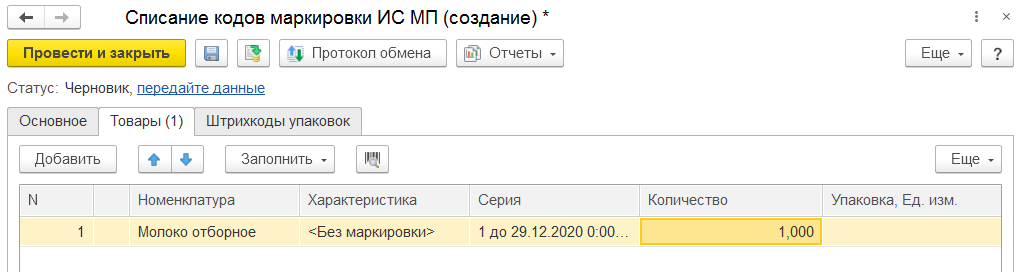 Списание кодов маркировки ИС МП (создание) *
Провести и закрыть Протокол обмена Отчеты Еще ?
Статус: Черновик, передайте данные
Основное Товары (1) Штрихкоды упаковок
Добавить Заполнить Еще
N Номенклатура Характеристика Серия Количество Упаковка, Ед. изм.
1 Молоко отборное <Без маркировки> 1 до 29.12.2020 0:00... 1,000